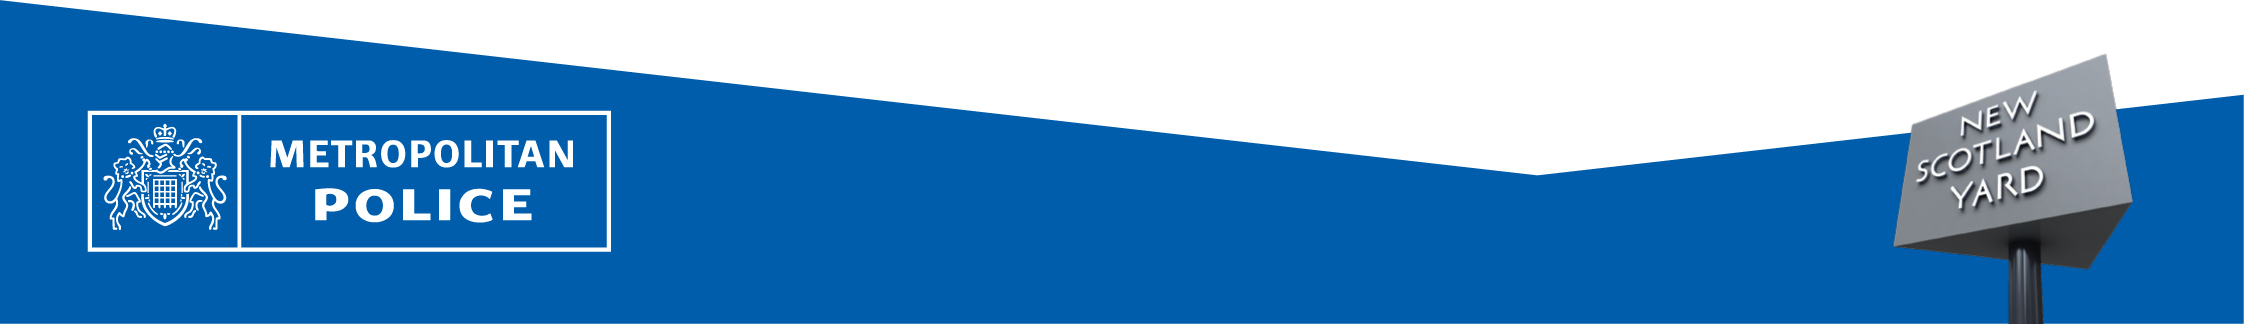 METROPOLITAN
POLICE
NEW
SCOTLAND
YARD